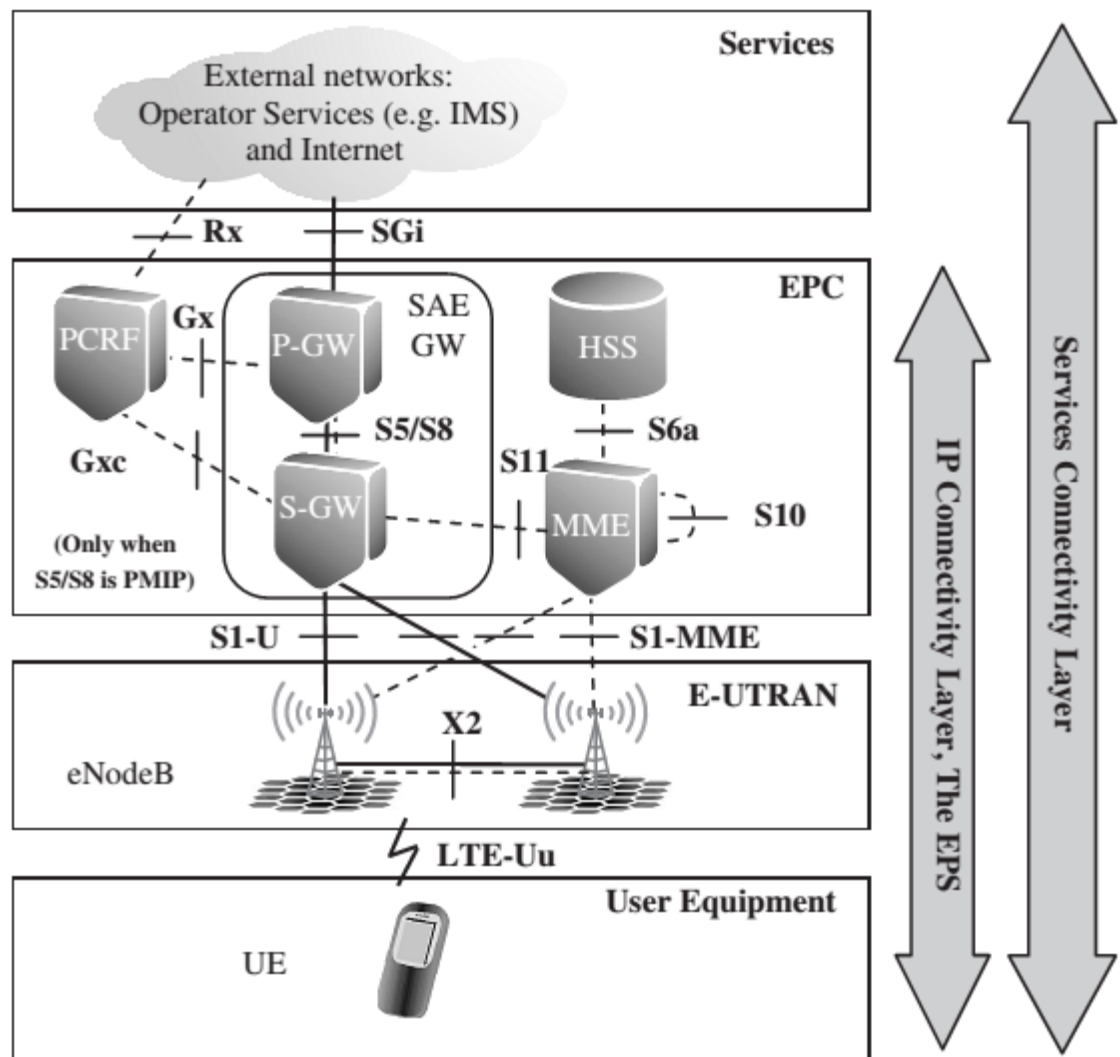 Services
External networks:
Operator Services (e.g. IMS)
and Internet
Rx
SGi
EPC
PCRF
Gx
P-GW
SAE
GW
HSS
S5/S8
S6a
Gxc
S-GW
S11
MME
S10
(Only when
S5/S8 is PMIP)
S1-U
S1-MME
E-UTRAN
X2
eNodeB
LTE-Uu
User Equipment
UE
IP Connectivity Layer, The EPS
Services Connectivity Layer